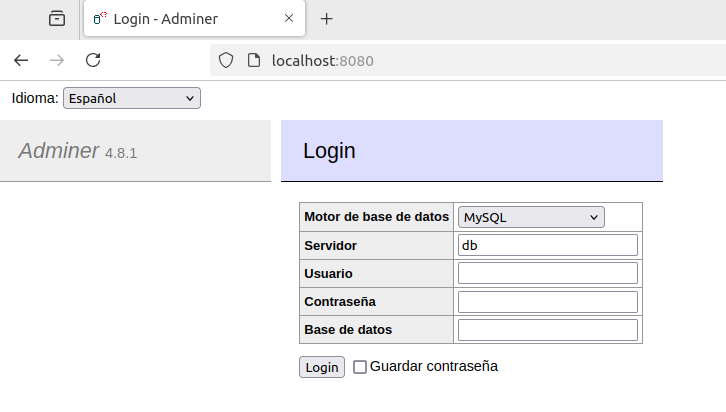 Login - Adminer
localhost:8080
Idioma: Español
Adminer 4.8.1
Login
Motor de base de datos MySQL
Servidor db
Usuario
Contraseña
Base de datos
Login Guardar contraseña